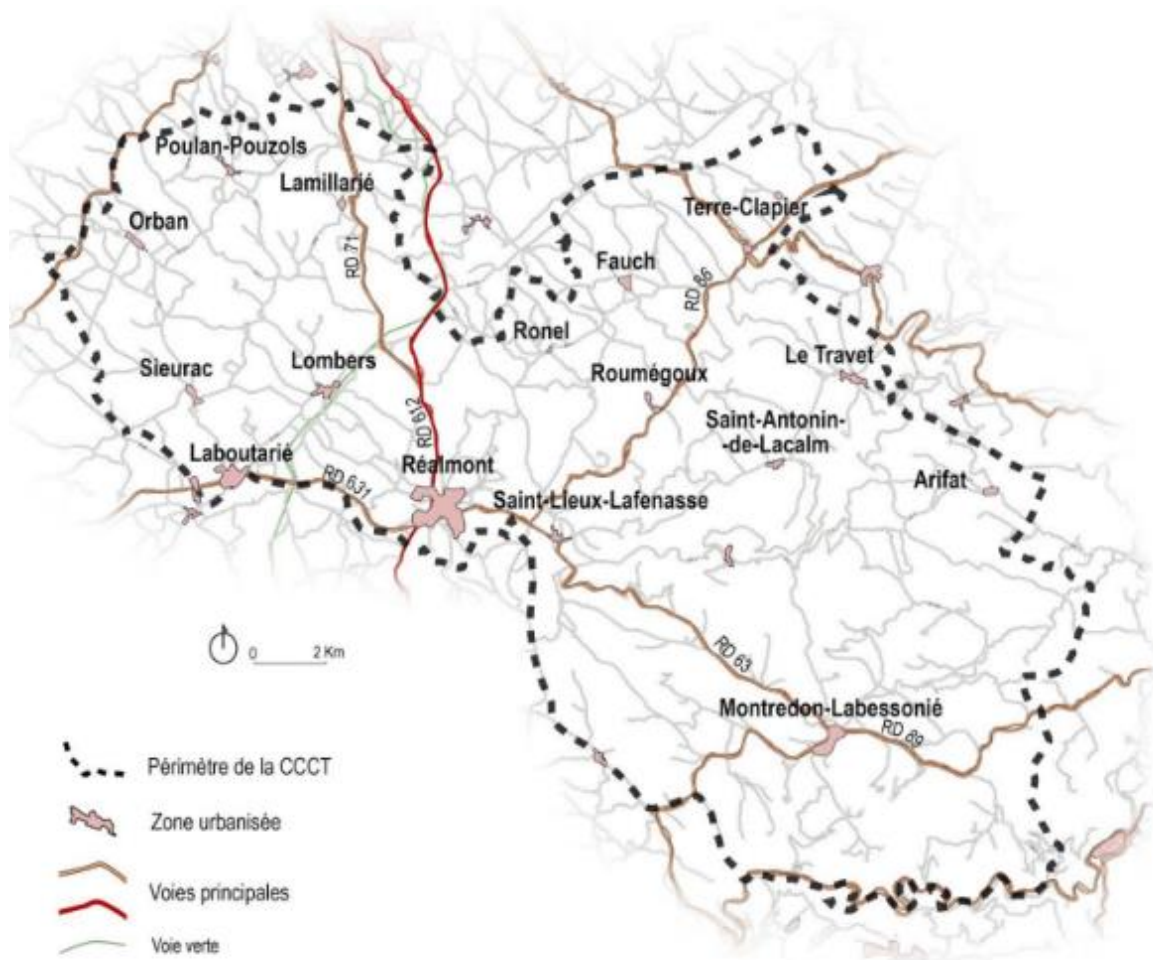 Poulan-Pouzols
Lamillarié
Orban
Terre-Clapier
RD 71
Fauch
RD 86
Ronel
Sieurac
Lombers
Le Travet
Roumégoux
RD 612
Saint-Antonin-
-de-Lacalm
Laboutarié
Réalmont
Arifat
RD 631
Saint-Lieux-Lafenasse
0 2 Km
RD 63
Montredon-Labessonié
RD 89
Périmètre de la CCCT
Zone urbanisée
Voies principales
Voie verte